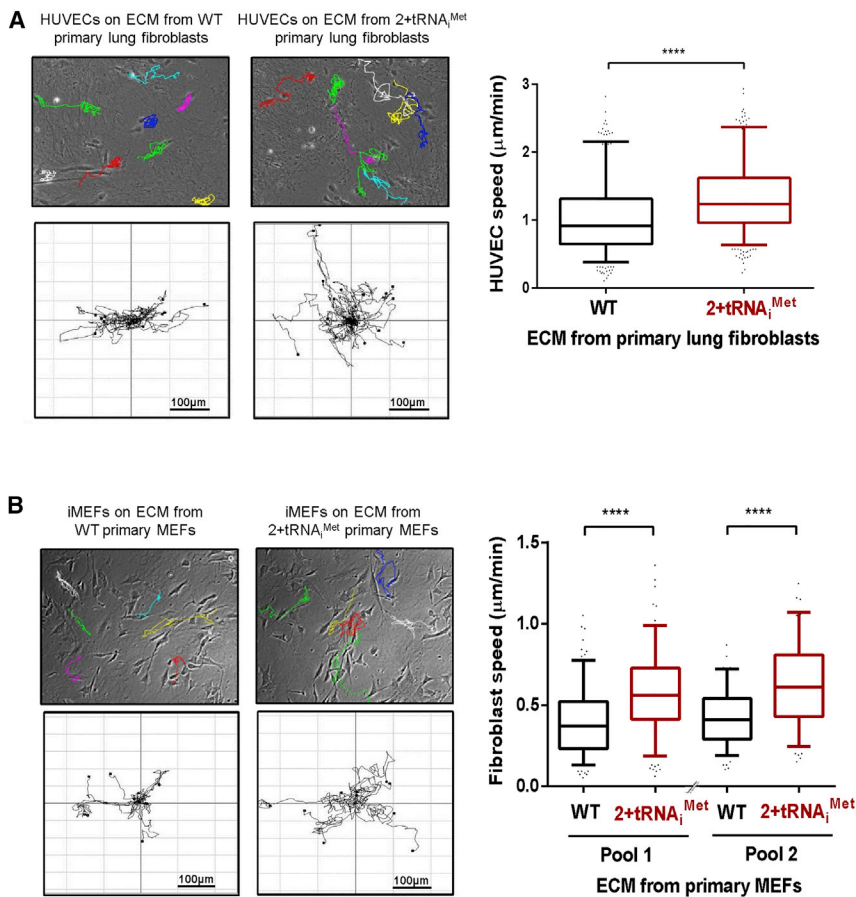 A
HUVECs on ECM from WT
primary lung fibroblasts
HUVECs on ECM from 2+tRNAiMet
primary lung fibroblasts
100µm
100µm
****
3
2
1
0
HUVEC speed (µm/min)
WT
2+tRNAiMet
ECM from primary lung fibroblasts
B
iMEFs on ECM from
WT primary MEFs
iMEFs on ECM from
2+tRNAiMet primary MEFs
100µm
100µm
****
****
1.5
1.0
0.5
0.0
Fibroblast speed (µm/min)
WT
2+tRNAiMet
WT
2+tRNAiMet
Pool 1
Pool 2
ECM from primary MEFs